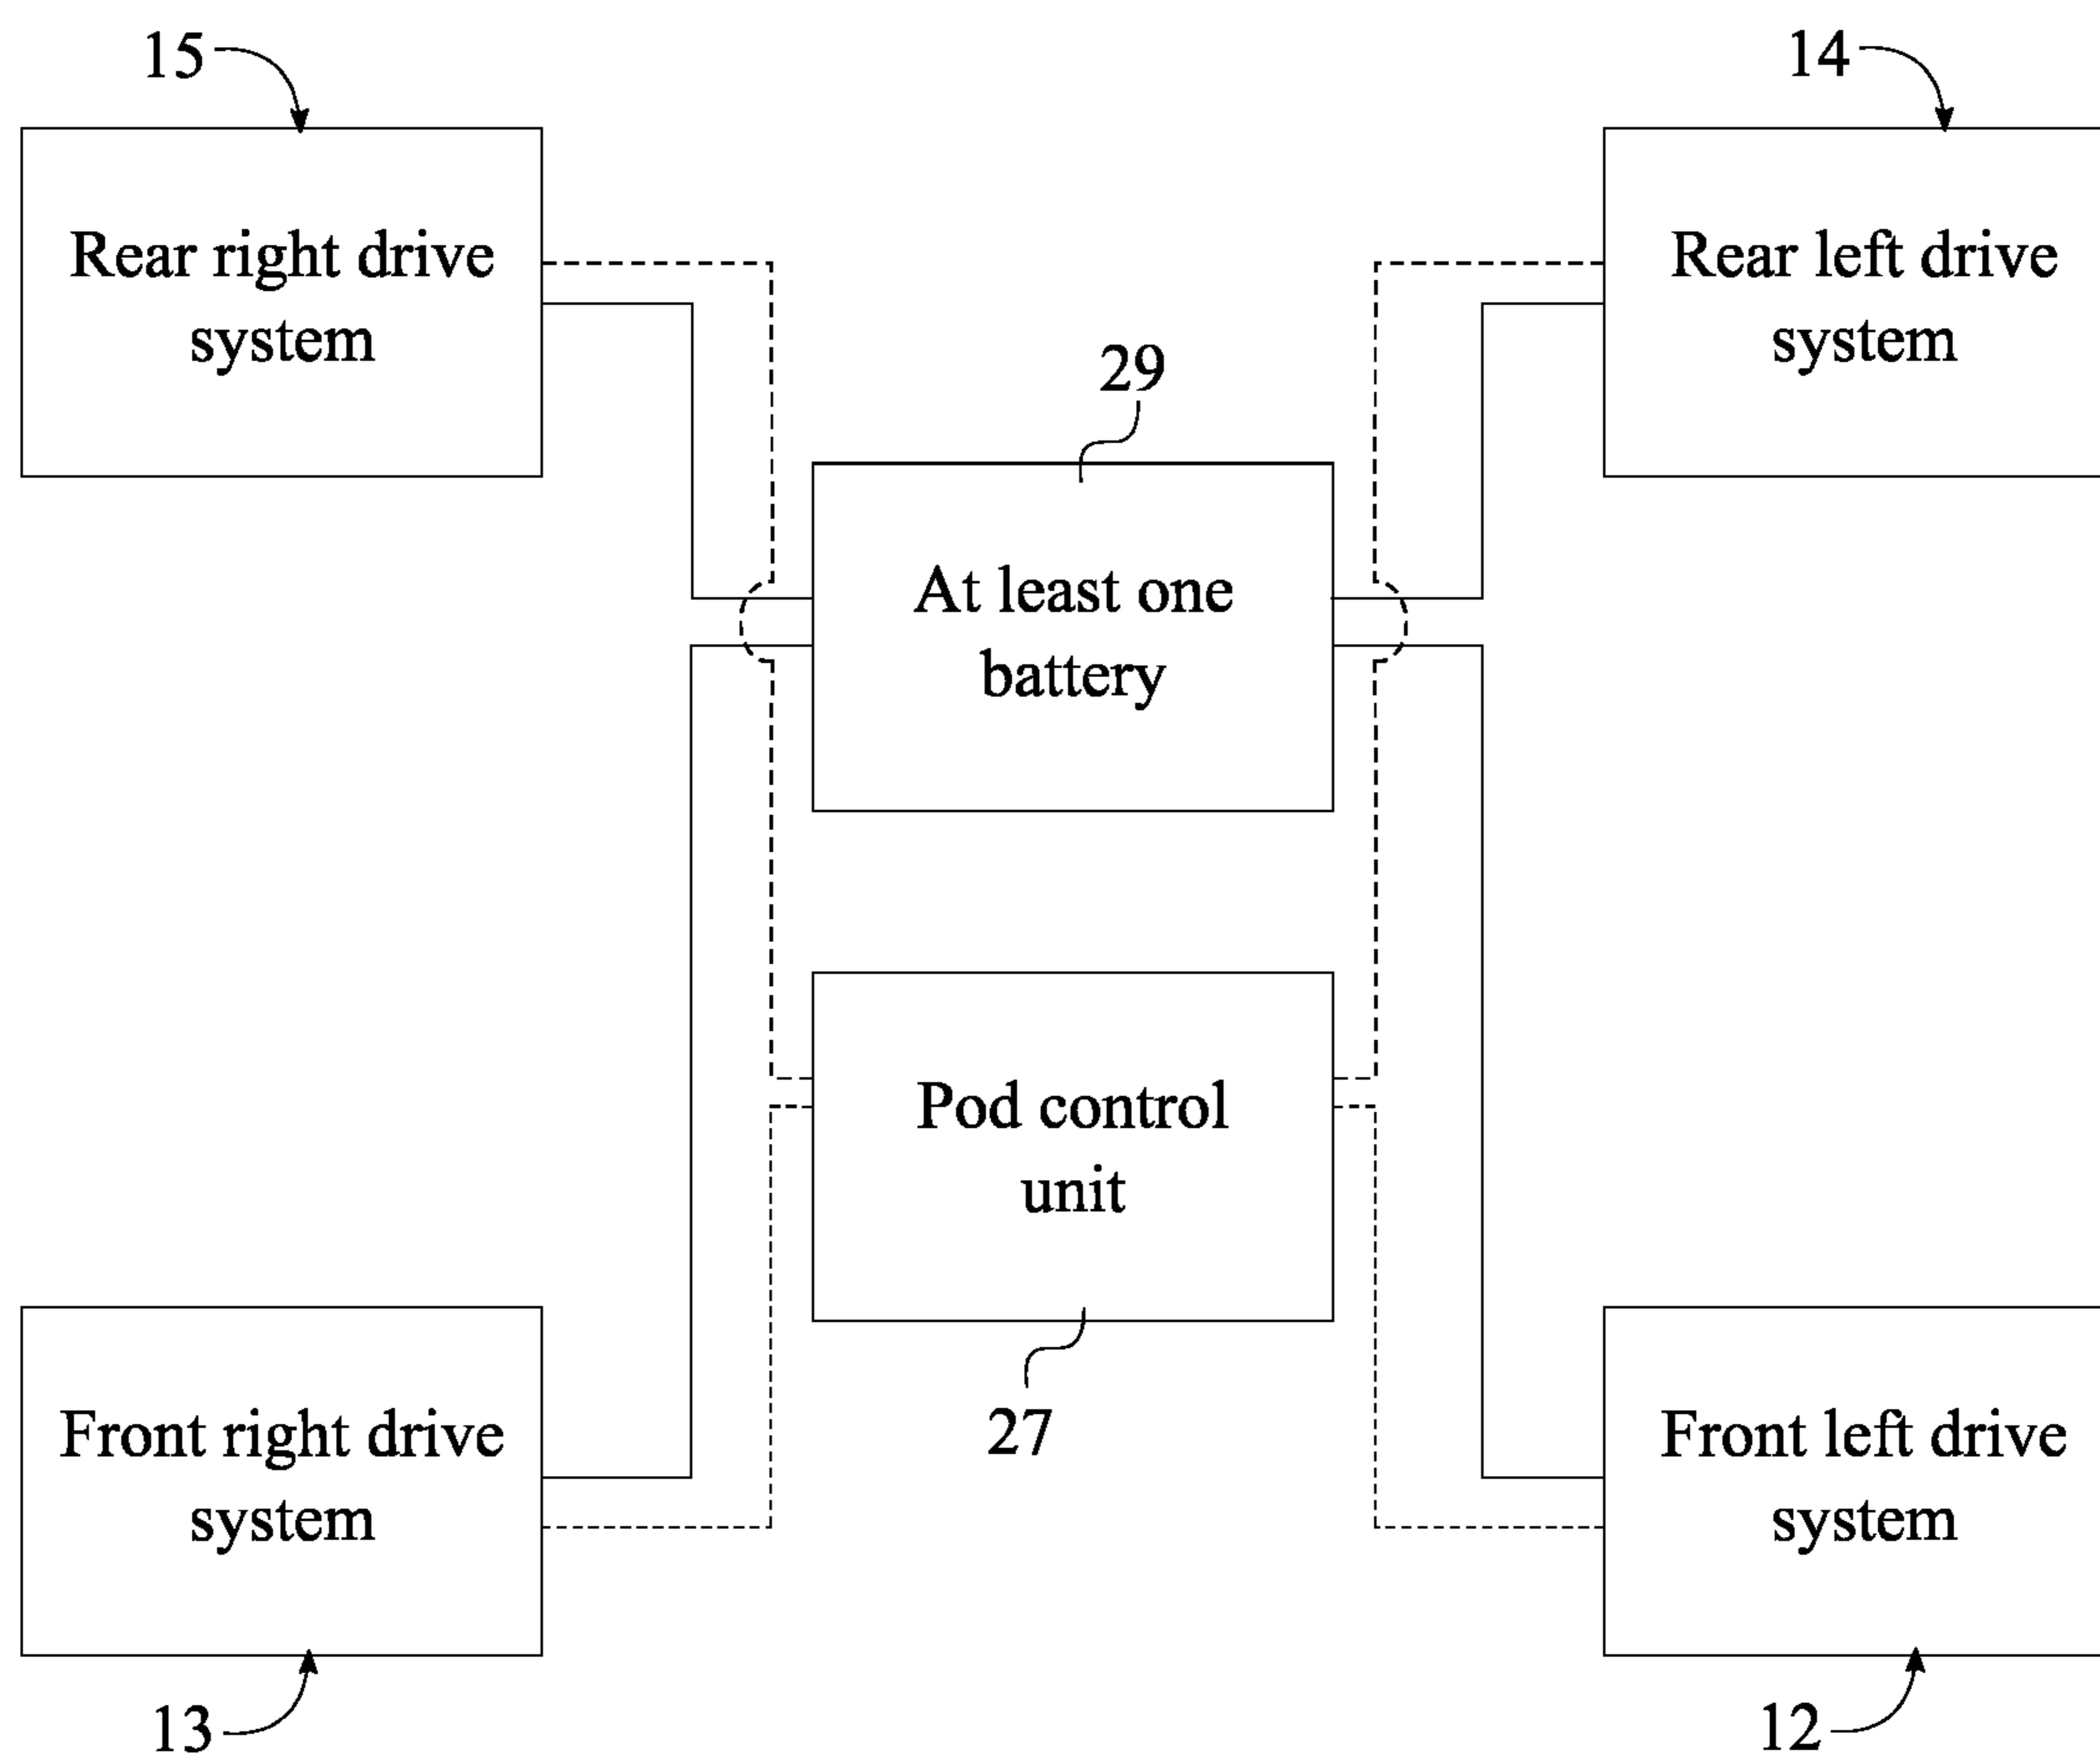 15
14
Rear right drive
system
Rear left drive
system
29
At least one
battery
Pod control
unit
27
Front right drive
system
Front left drive
system
13
12